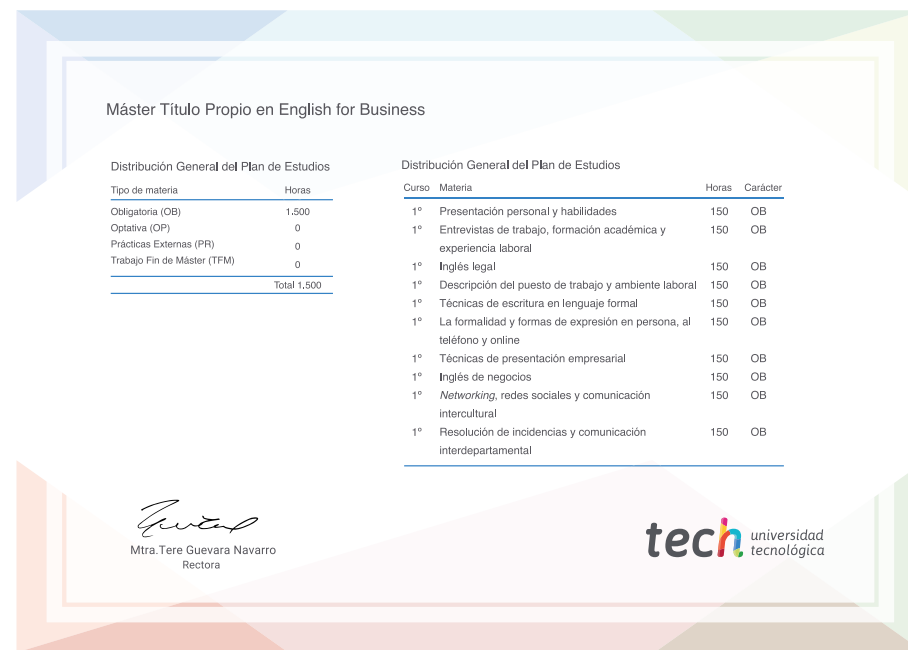 Máster Título Propio en English for Business
Distribución General del Plan de Estudios
Tipo de materia Horas
Obligatoria (OB) 1.500
Optativa (OP) 0
Prácticas Externas (PR) 0
Trabajo Fin de Máster (TFM) 0
Total 1.500
Distribución General del Plan de Estudios
Curso Materia Horas Carácter
1º Presentación personal y habilidades 150 OB
1º Entrevistas de trabajo, formación académica y 150 OB
experiencia laboral
1º Inglés legal 150 OB
1º Descripción del puesto de trabajo y ambiente laboral 150 OB
1º Técnicas de escritura en lenguaje formal 150 OB
1º La formalidad y formas de expresión en persona, al 150 OB
teléfono y online
1º Técnicas de presentación empresarial 150 OB
1º Inglés de negocios 150 OB
1º Networking, redes sociales y comunicación 150 OB
intercultural
1º Resolución de incidencias y comunicación 150 OB
interdepartamental
Mtra.Tere Guevara Navarro
Rectora
tech universidad
tecnológica